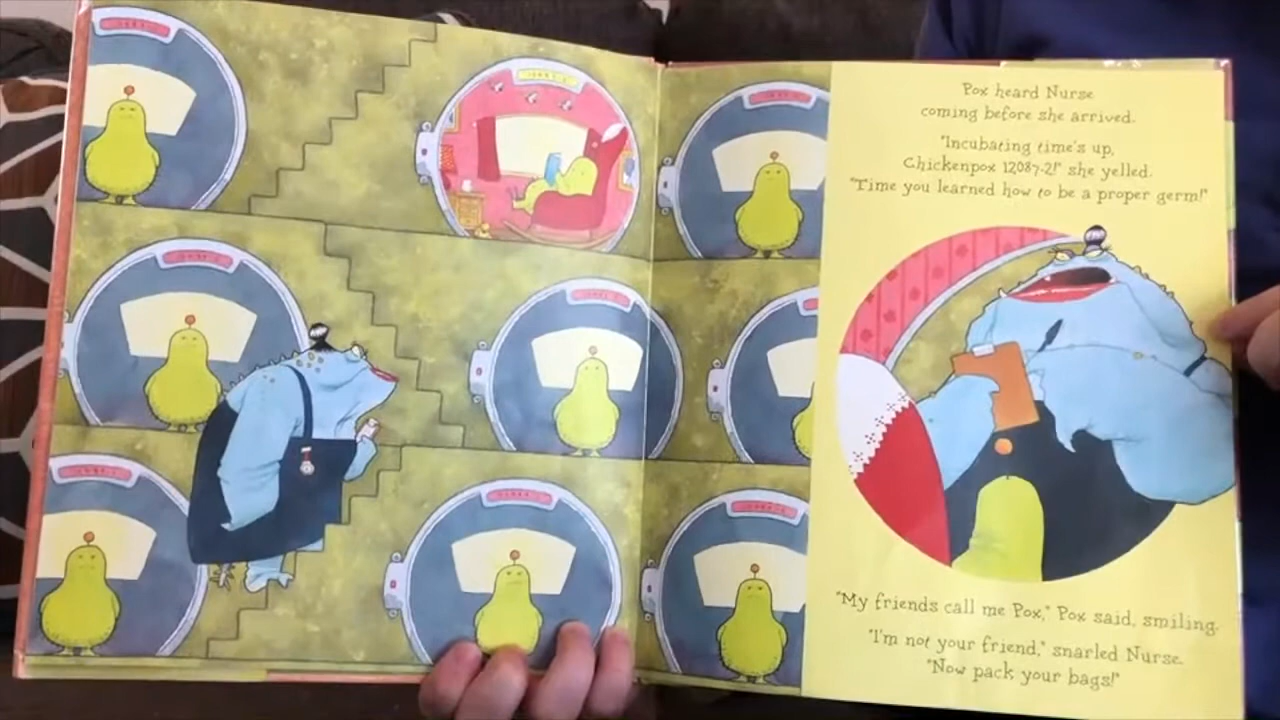 Pox heard Nurse
coming before she arrived.
"Incubating time's up,
Chickenpox 12087-2!" she yelled.
"Time you learned how to be a proper germ!"
"My friends call me Pox," Pox said, smiling.
"I'm not your friend," snarled Nurse.
"Now pack your bags!"